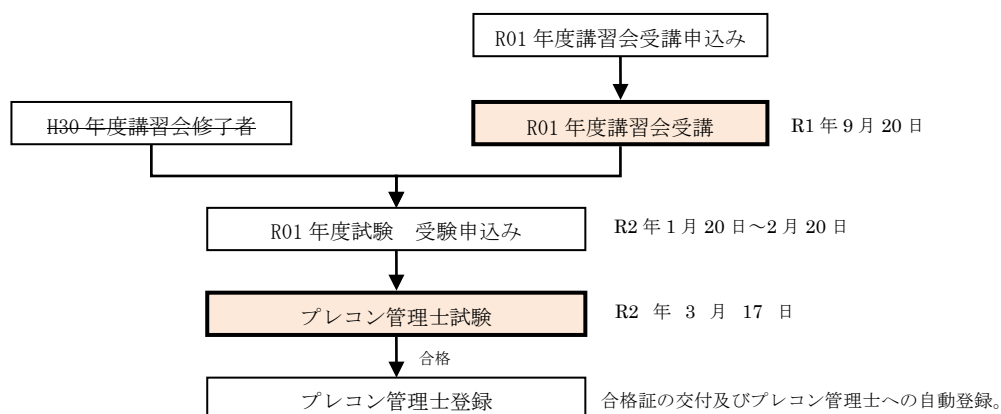 R01 年度講習会受講申込み
H30 年度講習会修了者
R01 年度講習会受講
R1 年 9 月 20 日
R01 年度試験　受験申込み
R2 年 1 月 20 日～2 月 20 日
プレコン管理士試験
R2 年 3 月 17 日
合格
プレコン管理士登録
合格証の交付及びプレコン管理士への自動登録。